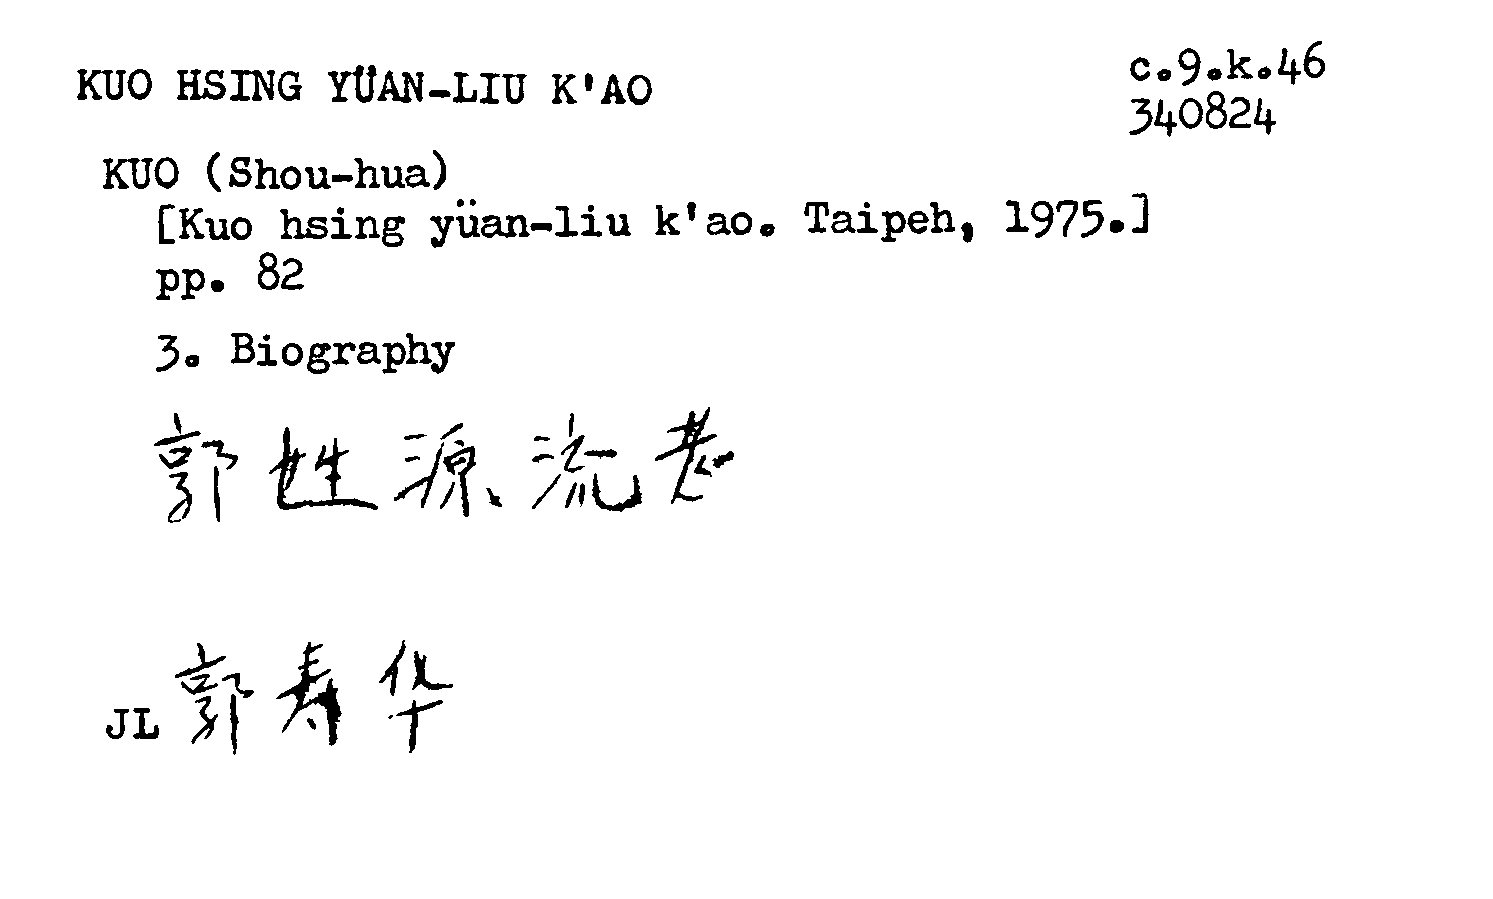 KUO HSING YÜAN-LIU K'AO
c.9.k.46
340824
KUO (Shou-hua)
[Kuo hsing yüan-liu k'ao. Taipeh, 1975.]
pp. 82
3. Biography
郭姓源流考
JL 郭寿华